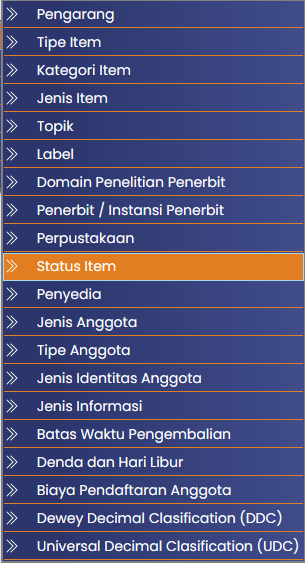 Pengarang
Tipe Item
Kategori Item
Jenis Item
Topik
Label
Domain Penelitian Penerbit
Penerbit / Instansi Penerbit
Perpustakaan
Status Item
Penyedia
Jenis Anggota
Tipe Anggota
Jenis Identitas Anggota
Jenis Informasi
Batas Waktu Pengembalian
Denda dan Hari Libur
Biaya Pendaftaran Anggota
Dewey Decimal Clasification (DDC)
Universal Decimal Clasification (UDC)